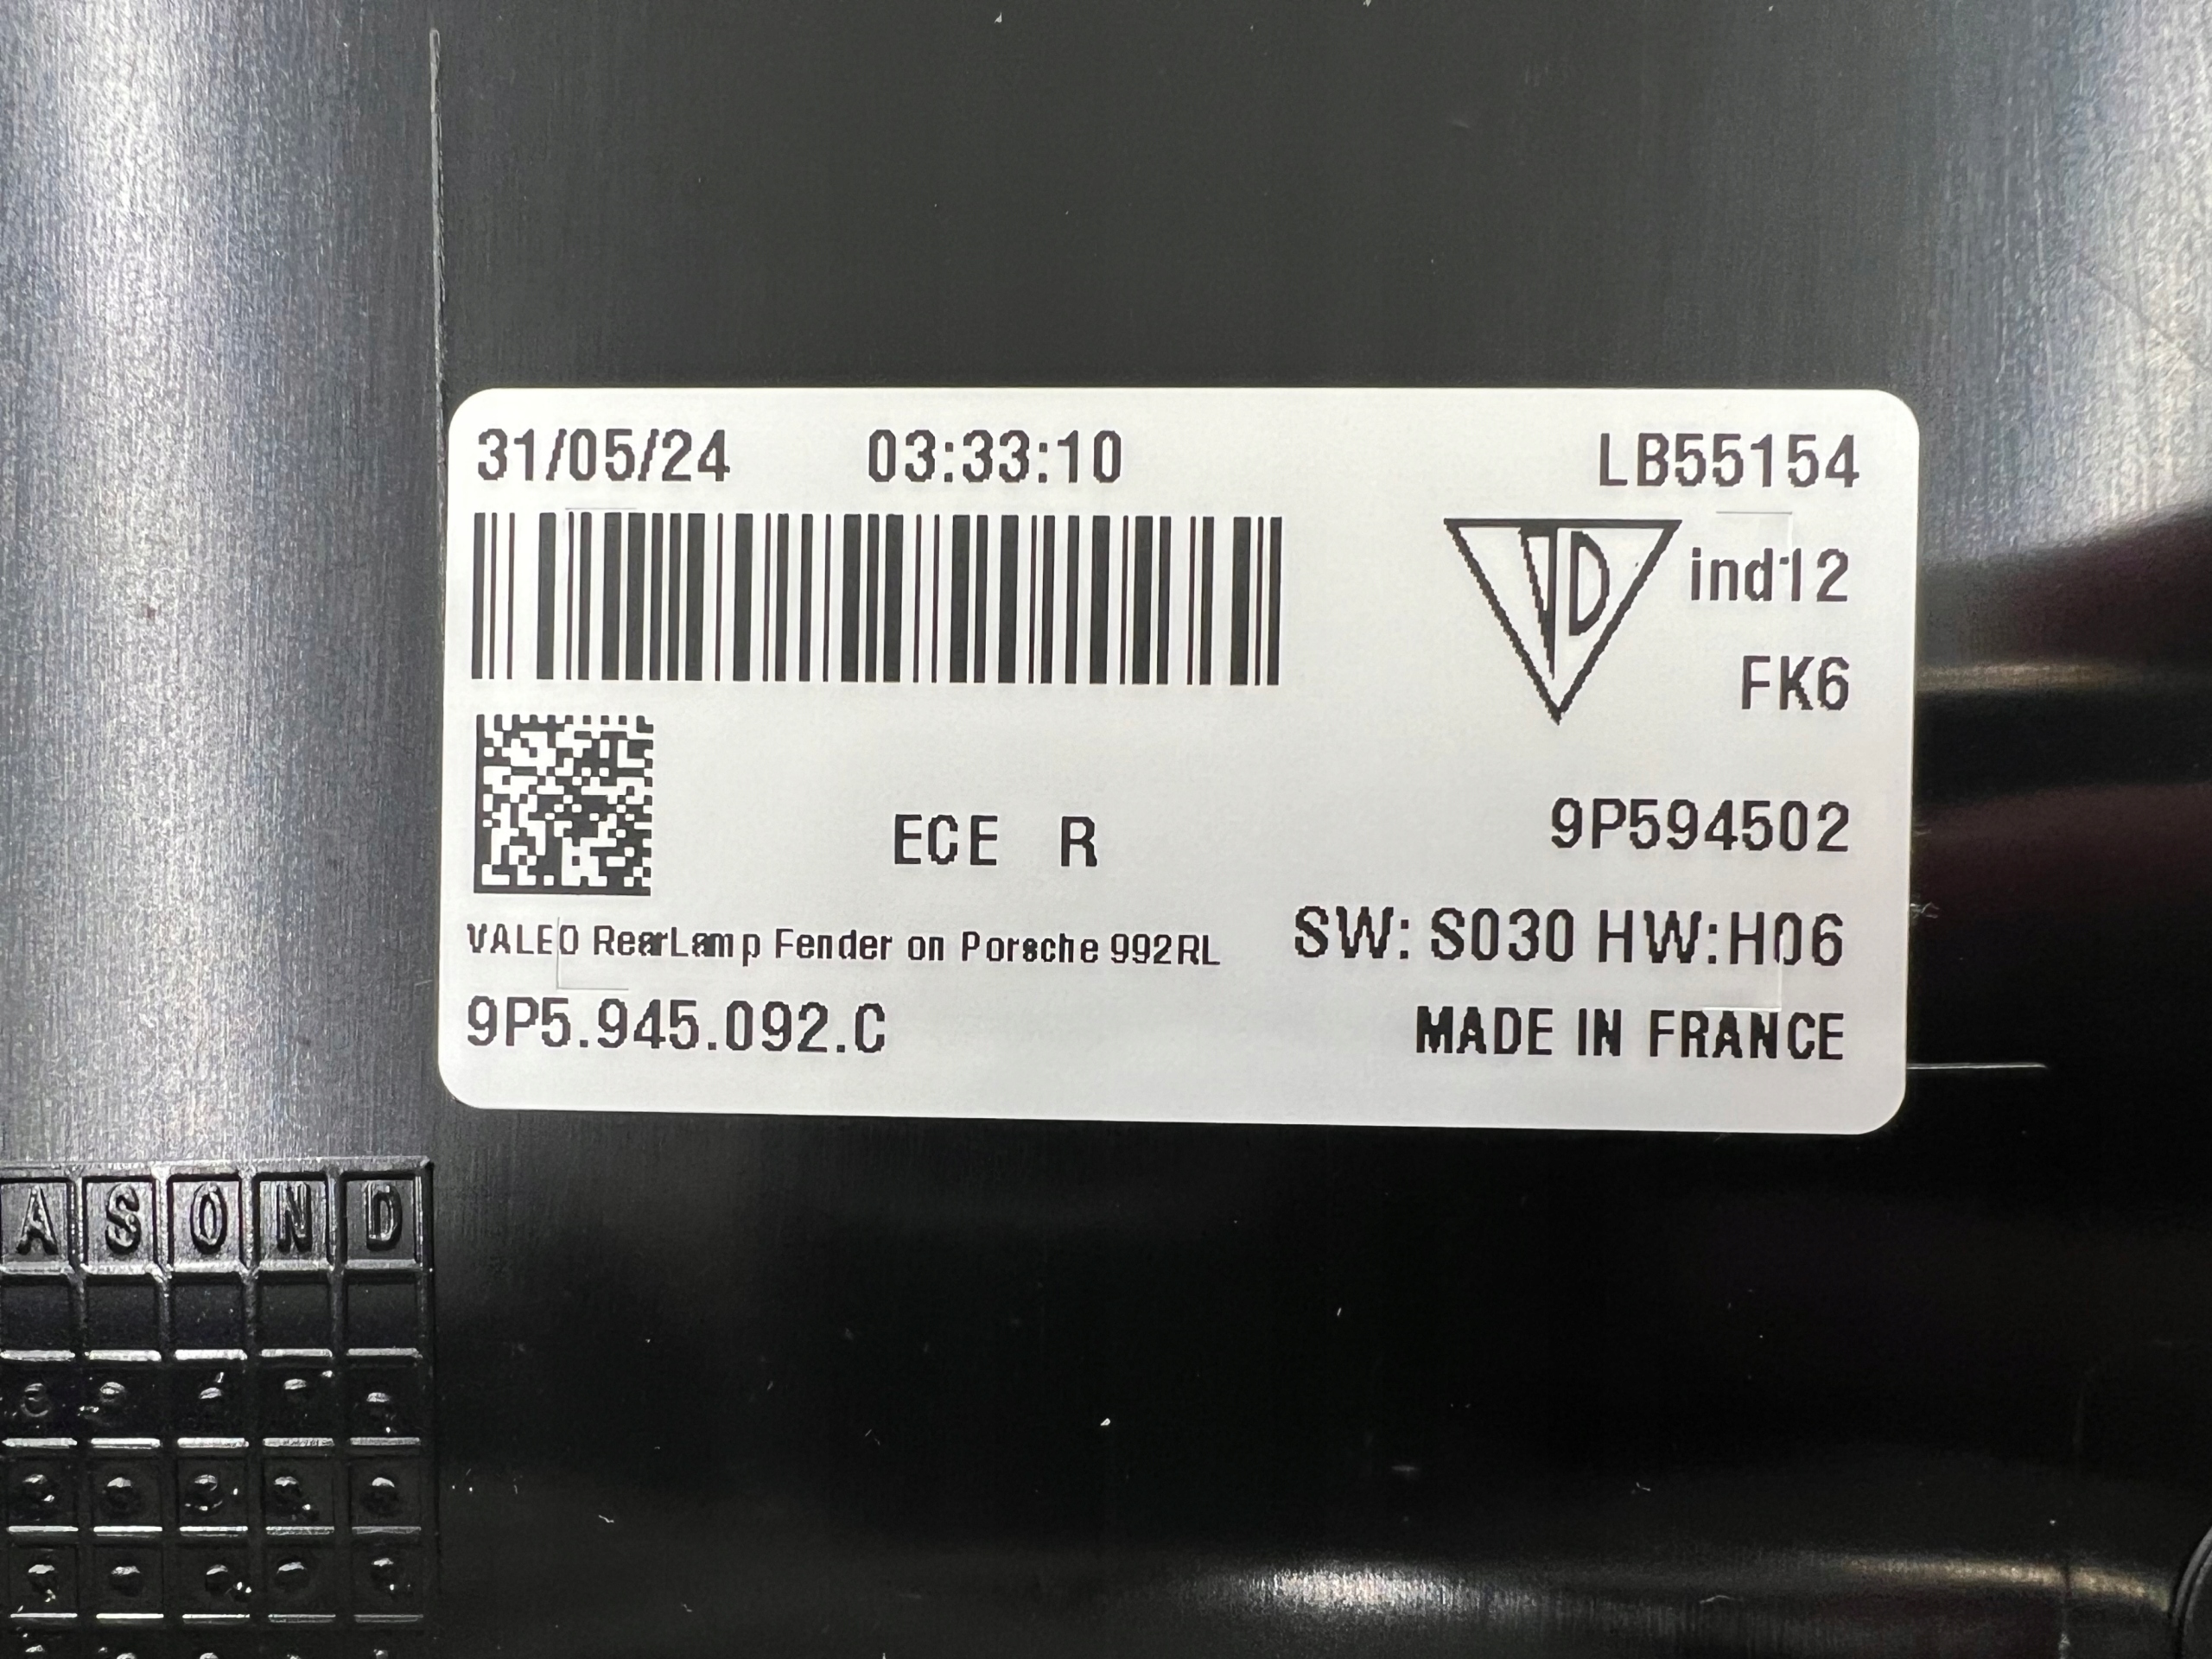 31/05/24 03:33:10 LB55154
VD ind12
FK6
ECE R 9P594502
VALEO RearLamp Fender on Porsche 992RL SW: S030 HW:H06
9P5.945.092.C MADE IN FRANCE
A S O N D